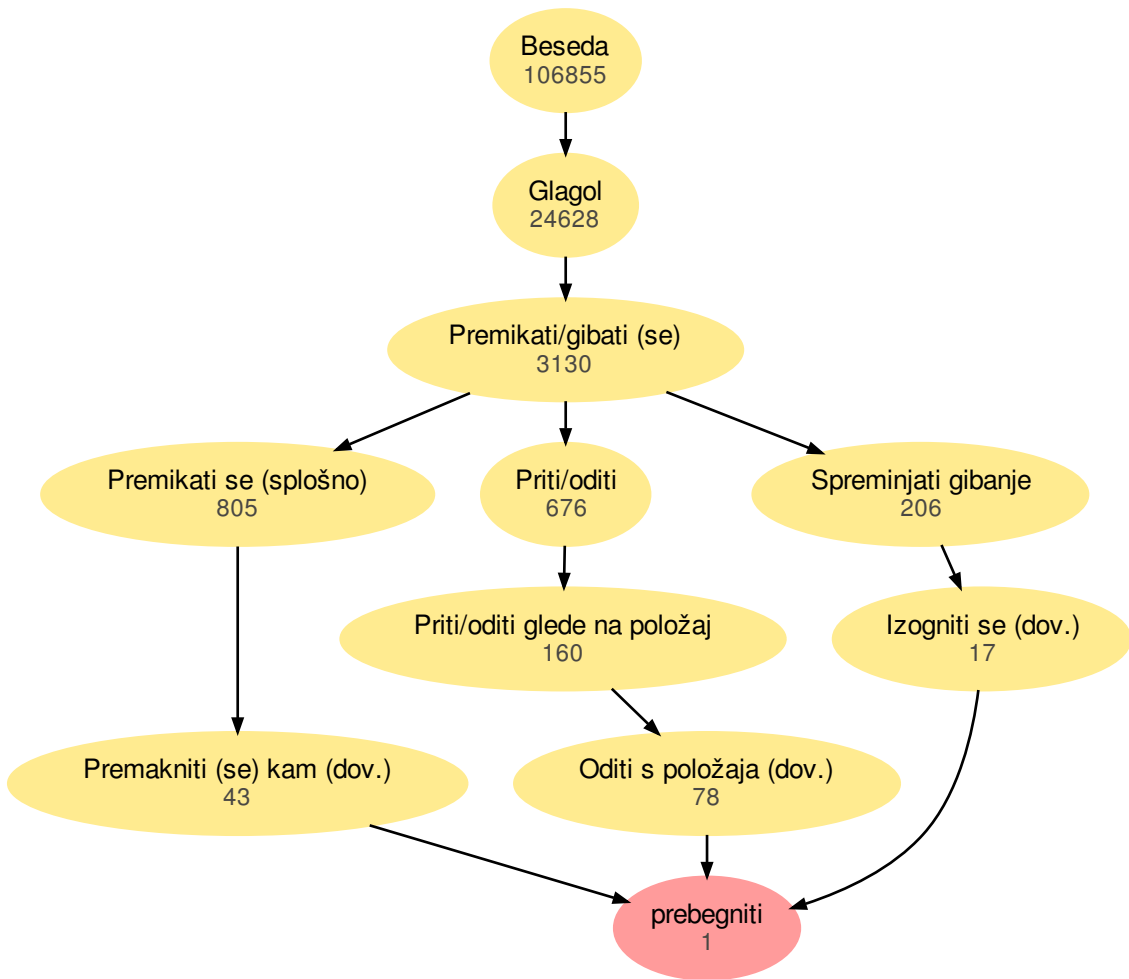 Beseda
106855
Glagol
24628
Premikati/gibati (se)
3130
Premikati se (splošno)
805
Priti/oditi
676
Spreminjati gibanje
206
Priti/oditi glede na položaj
160
Izogniti se (dov.)
17
Premakniti (se) kam (dov.)
43
Oditi s položaja (dov.)
78
prebegniti
1